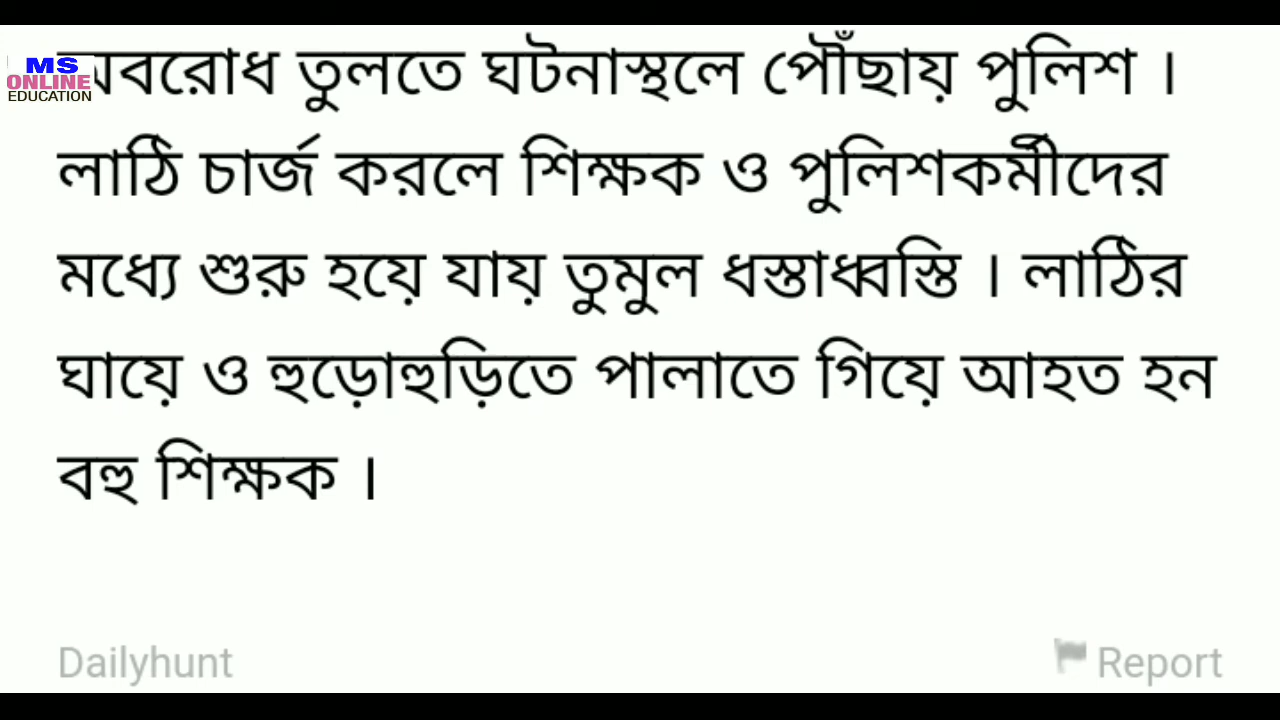 MS
ONLINE
EDUCATION
অবরোধ তুলতে ঘটনাস্থলে পৌঁছায় পুলিশ ।
লাঠি চার্জ করলে শিক্ষক ও পুলিশকর্মীদের
মধ্যে শুরু হয়ে যায় তুমুল ধস্তাধ্বস্তি । লাঠির
ঘায়ে ও হুড়োহুড়িতে পালাতে গিয়ে আহত হন
বহু শিক্ষক ।
Dailyhunt
Report